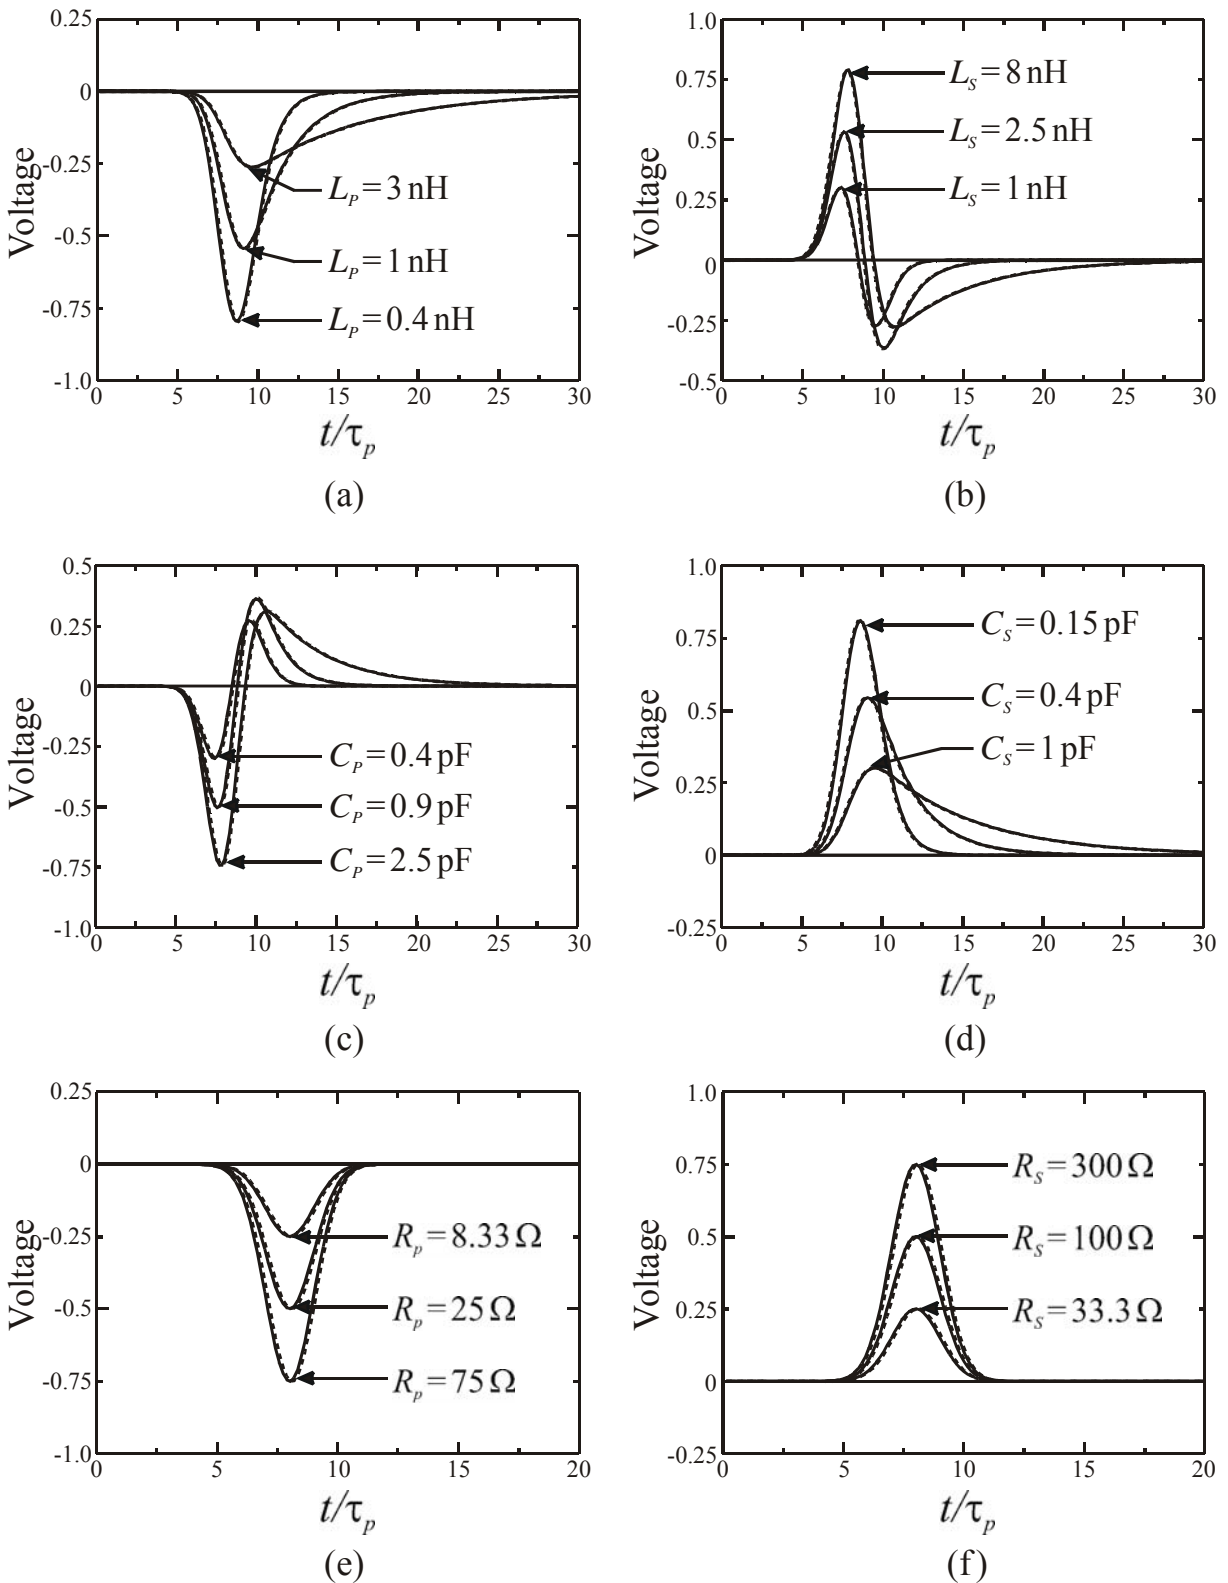 0.25
0
-0.25
-0.5
-0.75
-1.0
Voltage
L_P = 3 nH
L_P = 1 nH
L_P = 0.4 nH
0 5 10 15 20 25 30
t/τ_p
(a)
1.0
0.75
0.5
0.25
0
-0.25
-0.5
Voltage
L_S = 8 nH
L_S = 2.5 nH
L_S = 1 nH
0 5 10 15 20 25 30
t/τ_p
(b)
0.5
0.25
0
-0.25
-0.5
-0.75
-1.0
Voltage
C_P = 0.4 pF
C_P = 0.9 pF
C_P = 2.5 pF
0 5 10 15 20 25 30
t/τ_p
(c)
1.0
0.75
0.5
0.25
0
-0.25
Voltage
C_S = 0.15 pF
C_S = 0.4 pF
C_S = 1 pF
0 5 10 15 20 25 30
t/τ_p
(d)
0.25
0
-0.25
-0.5
-0.75
-1.0
Voltage
R_p = 8.33 Ω
R_p = 25 Ω
R_p = 75 Ω
0 5 10 15 20
t/τ_p
(e)
1.0
0.75
0.50
0.25
0
-0.25
Voltage
R_S = 300 Ω
R_S = 100 Ω
R_S = 33.3 Ω
0 5 10 15 20
t/τ_p
(f)